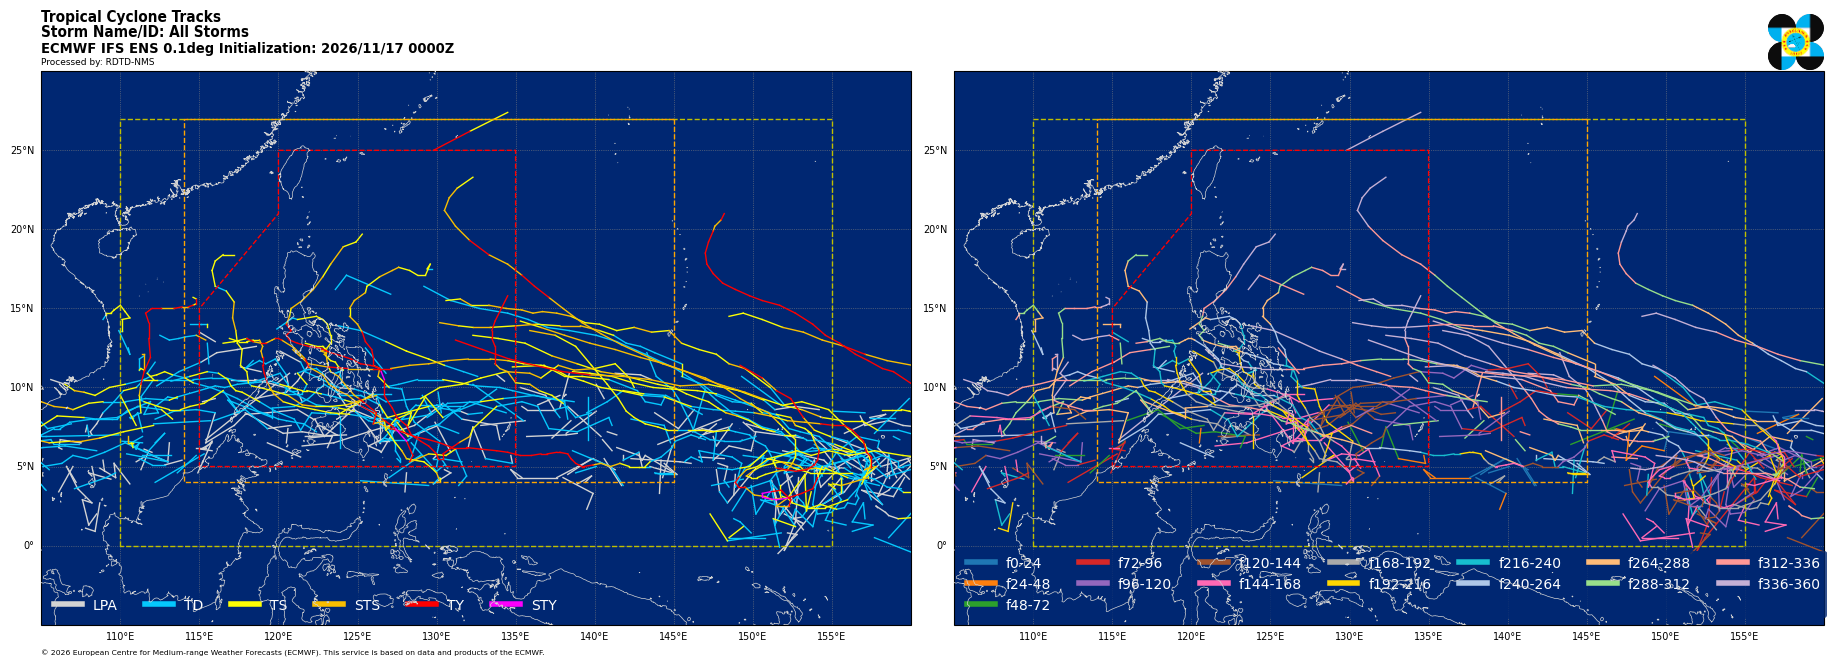 Tropical Cyclone Tracks
Storm Name/ID: All Storms
ECMWF IFS ENS 0.1deg Initialization: 2026/11/17 0000Z
Processed by: RDTD-NMS
25°N
20°N
15°N
10°N
5°N
0°
LPA TD TS STS TY STY
110°E 115°E 120°E 125°E 130°E 135°E 140°E 145°E 150°E 155°E
25°N
20°N
15°N
10°N
5°N
0°
f0-24 f72-96 f120-144 f168-192 f216-240 f264-288 f312-336
f24-48 f96-120 f144-168 f192-216 f240-264 f288-312 f336-360
f48-72
110°E 115°E 120°E 125°E 130°E 135°E 140°E 145°E 150°E 155°E
© 2026 European Centre for Medium-range Weather Forecasts (ECMWF). This service is based on data and products of the ECMWF.